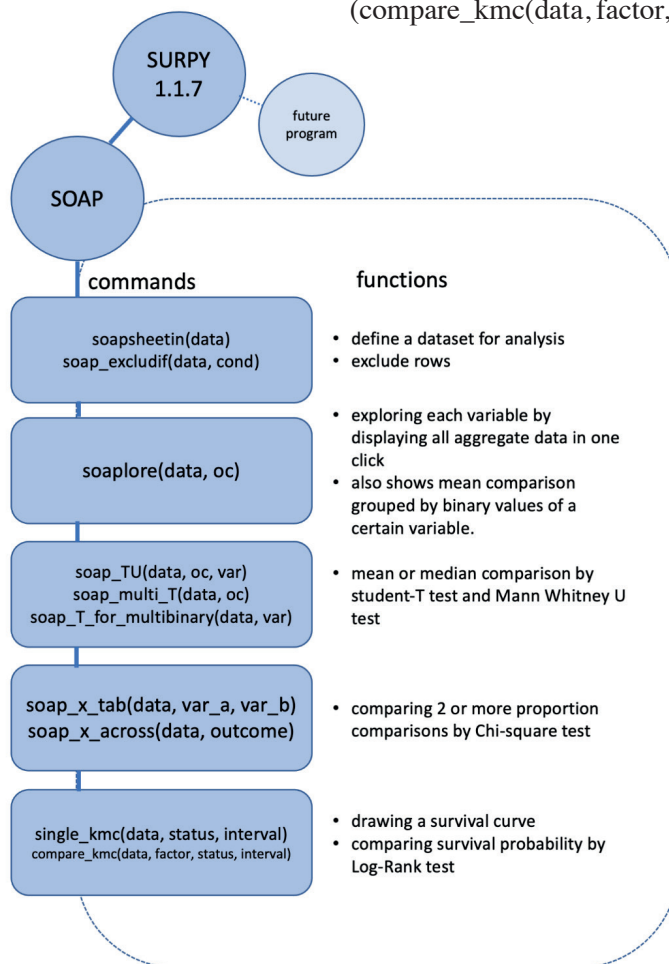 (compare_kmc(data, factor,
SURPY
1.1.7
future
program
SOAP
commands
functions
soapsheetin(data)
soap_excludif(data, cond)
• define a dataset for analysis
• exclude rows
soaplore(data, oc)
• exploring each variable by
displaying all aggregate data in one
click
• also shows mean comparison
grouped by binary values of a
certain variable.
soap_TU(data, oc, var)
soap_multi_T(data, oc)
soap_T_for_multibinary(data, var)
• mean or median comparison by
student-T test and Mann Whitney U
test
soap_x_tab(data, var_a, var_b)
soap_x_across(data, outcome)
• comparing 2 or more proportion
comparisons by Chi-square test
single_kmc(data, status, interval)
compare_kmc(data, factor, status, interval)
• drawing a survival curve
• comparing survival probability by
Log-Rank test